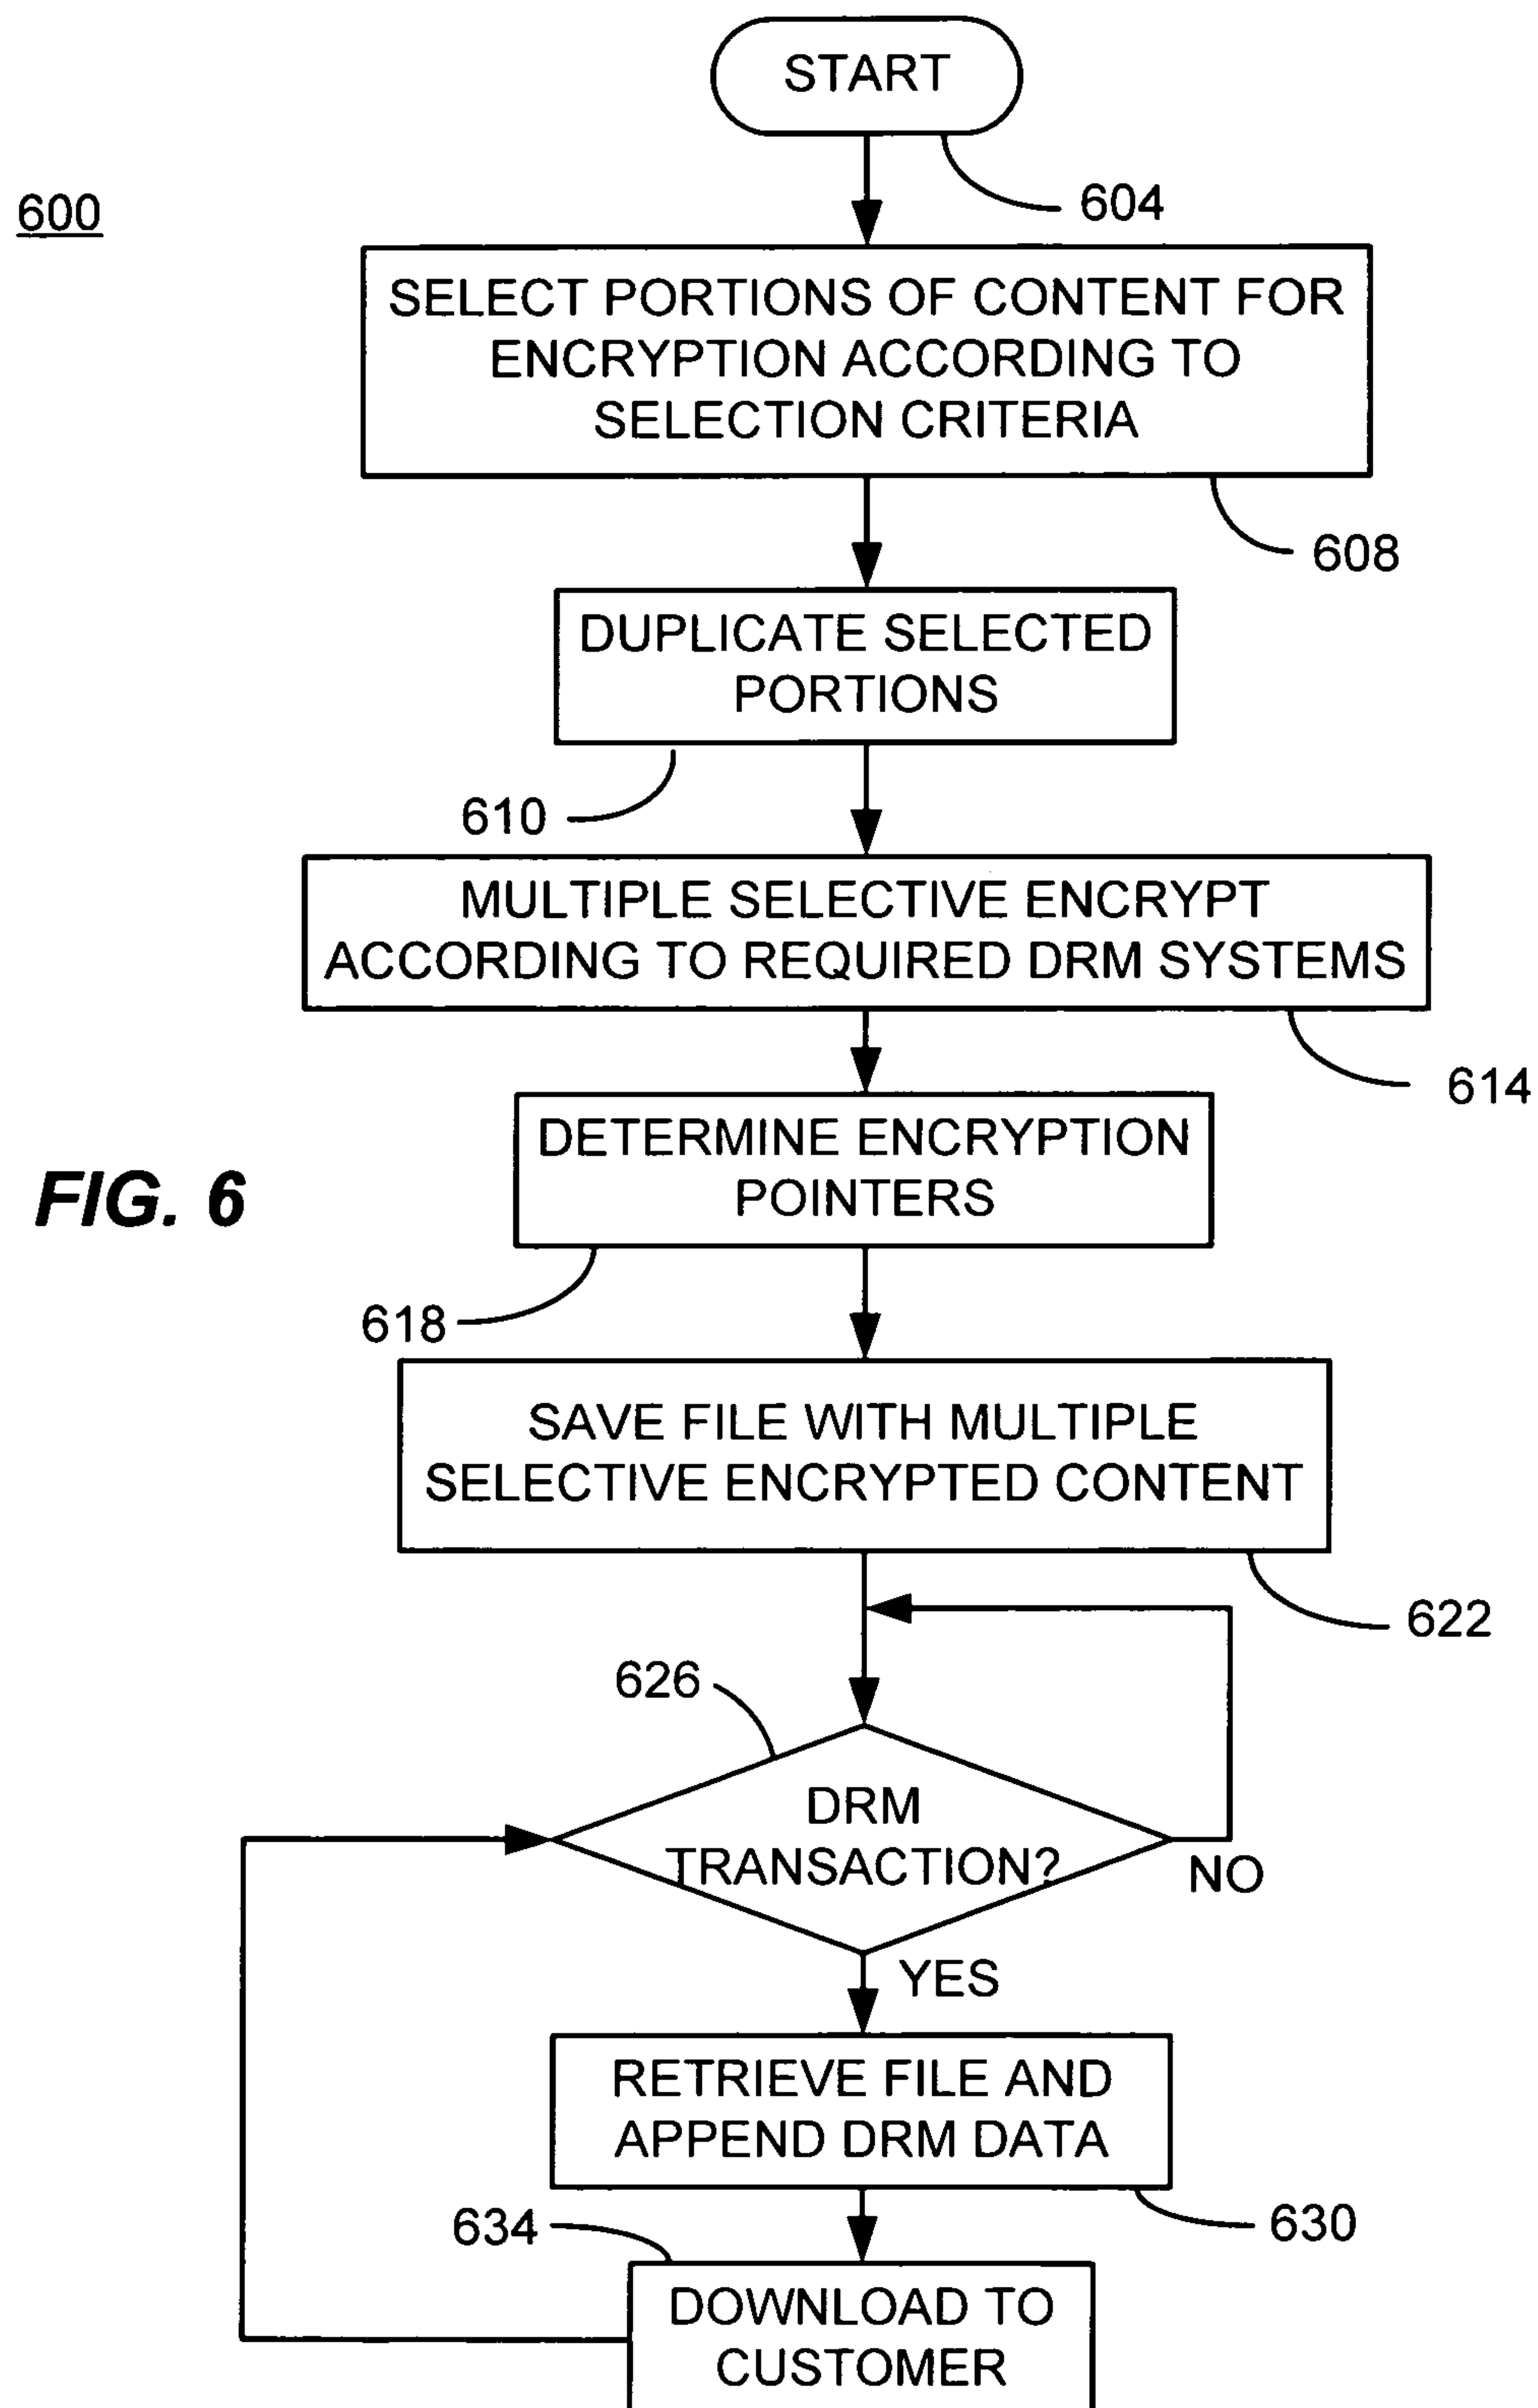 START
604
600
SELECT PORTIONS OF CONTENT FOR
ENCRYPTION ACCORDING TO
SELECTION CRITERIA
608
DUPLICATE SELECTED
PORTIONS
610
MULTIPLE SELECTIVE ENCRYPT
ACCORDING TO REQUIRED DRM SYSTEMS
614
DETERMINE ENCRYPTION
POINTERS
FIG. 6
618
SAVE FILE WITH MULTIPLE
SELECTIVE ENCRYPTED CONTENT
622
626
DRM
TRANSACTION?
NO
YES
RETRIEVE FILE AND
APPEND DRM DATA
630
634
DOWNLOAD TO
CUSTOMER